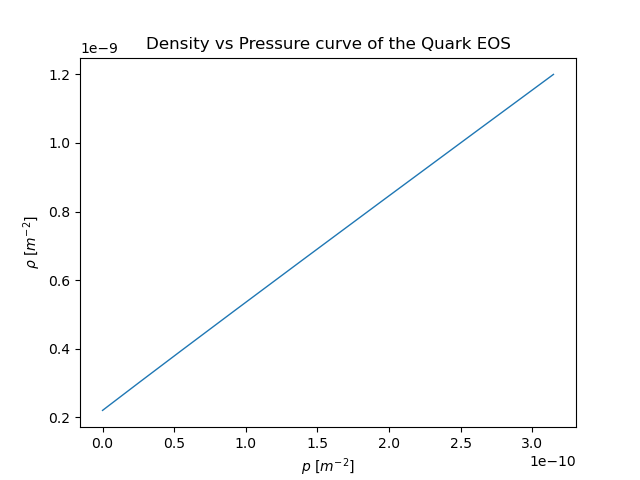 Density vs Pressure curve of the Quark EOS
1e−9
1.2
1.0
0.8
0.6
0.4
0.2
ρ [m⁻²]
0.0 0.5 1.0 1.5 2.0 2.5 3.0
1e−10
p [m⁻²]